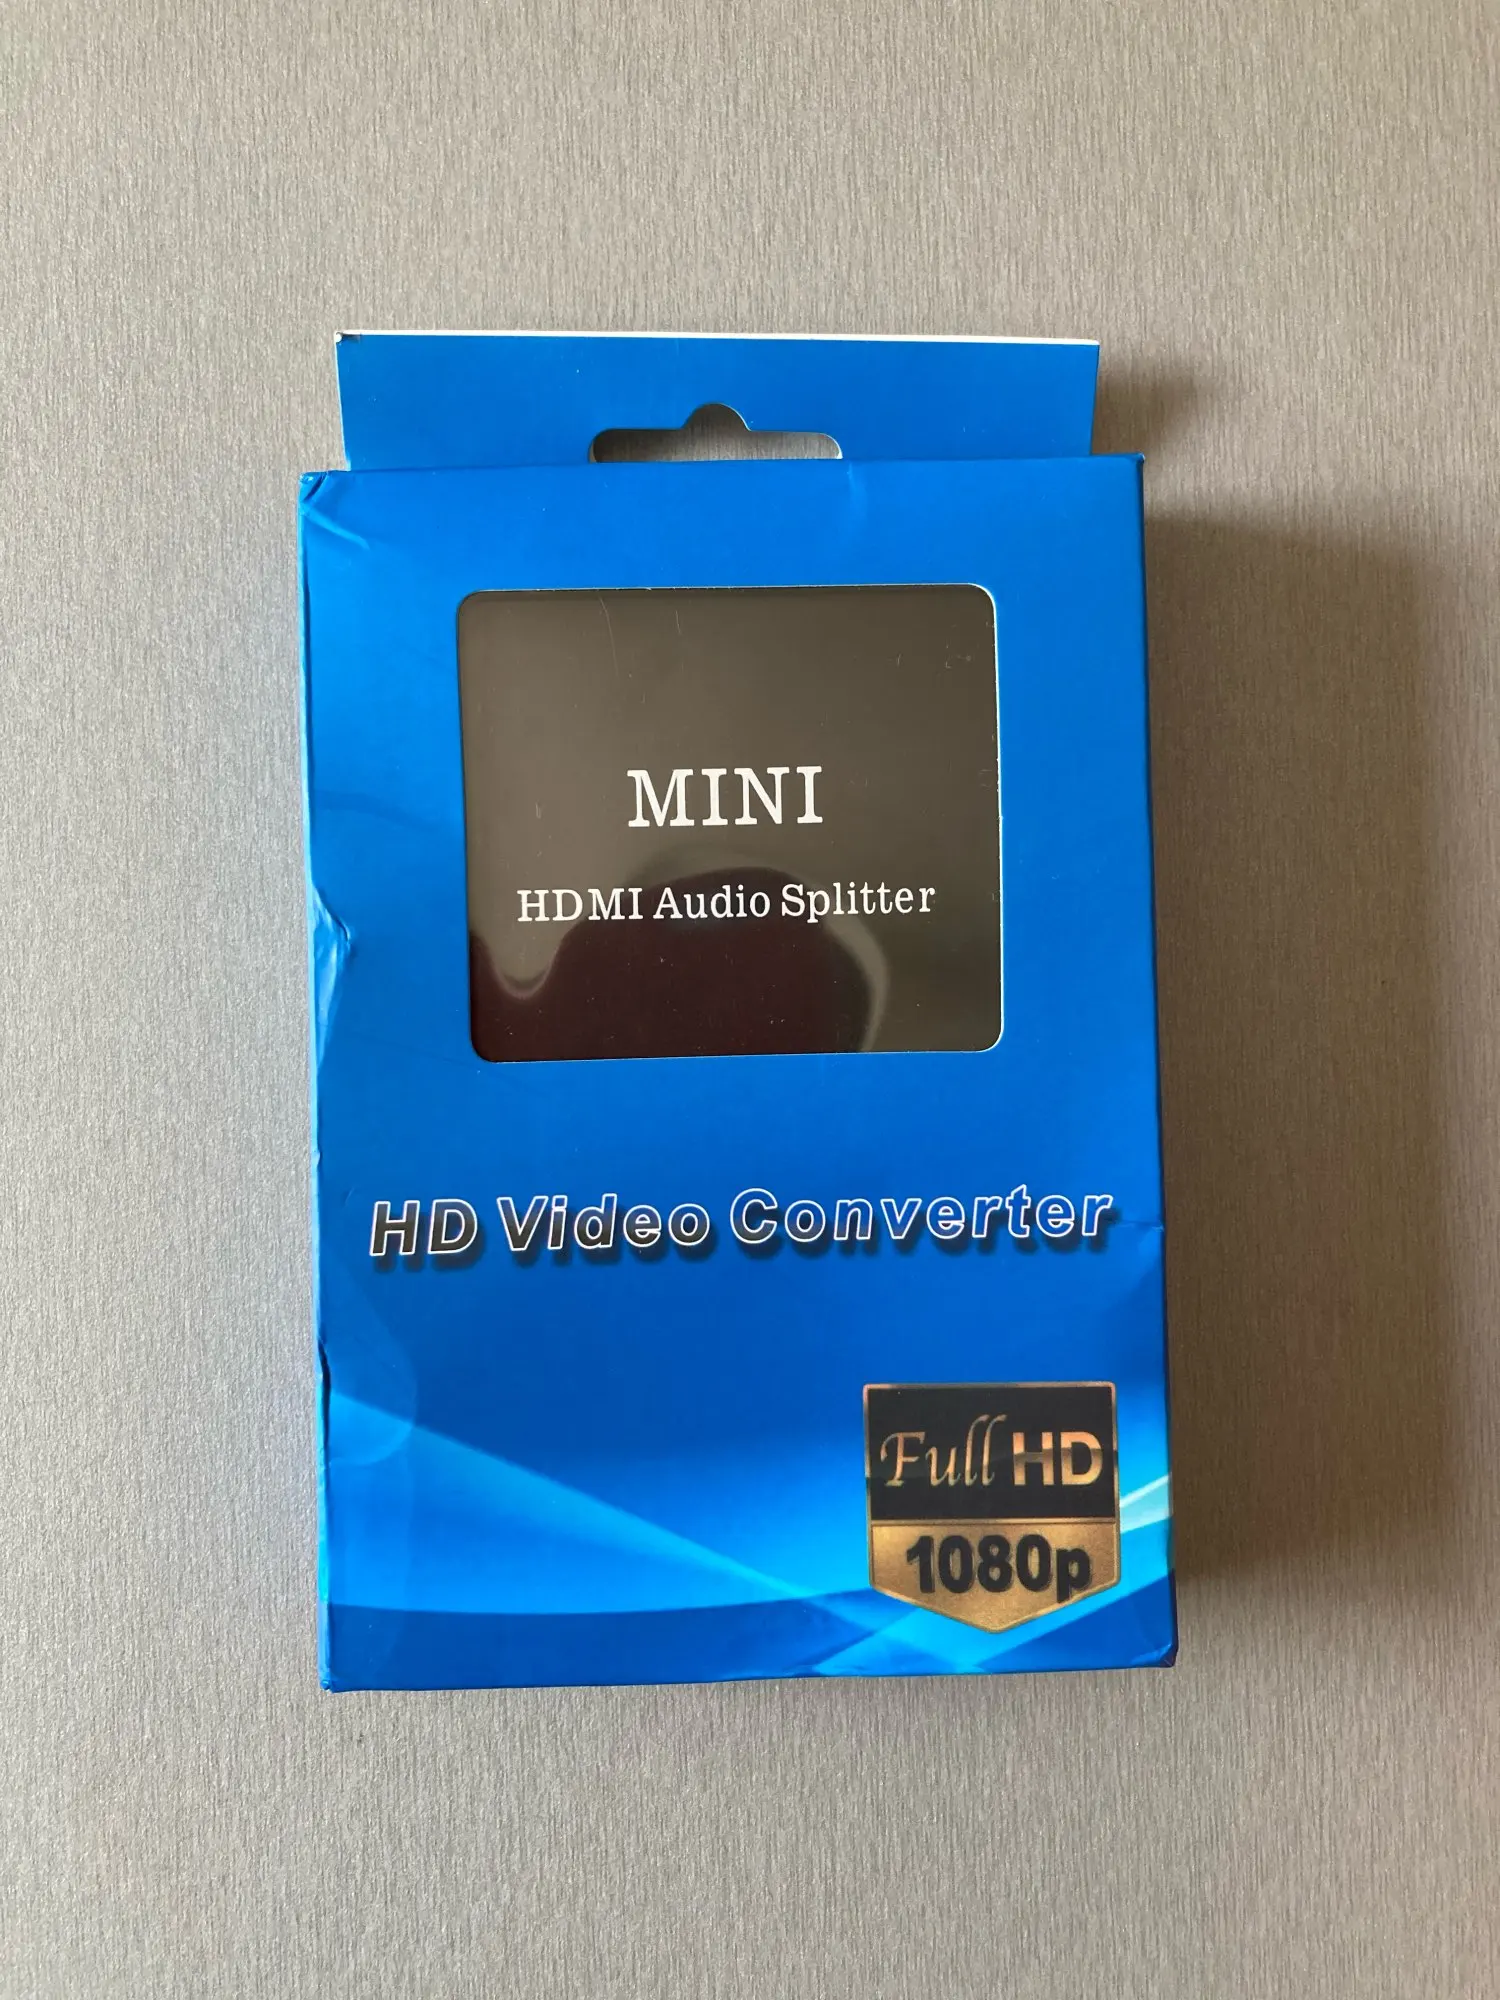 MINI
HDMI Audio Splitter
HD Video Converter
Full HD
1080p